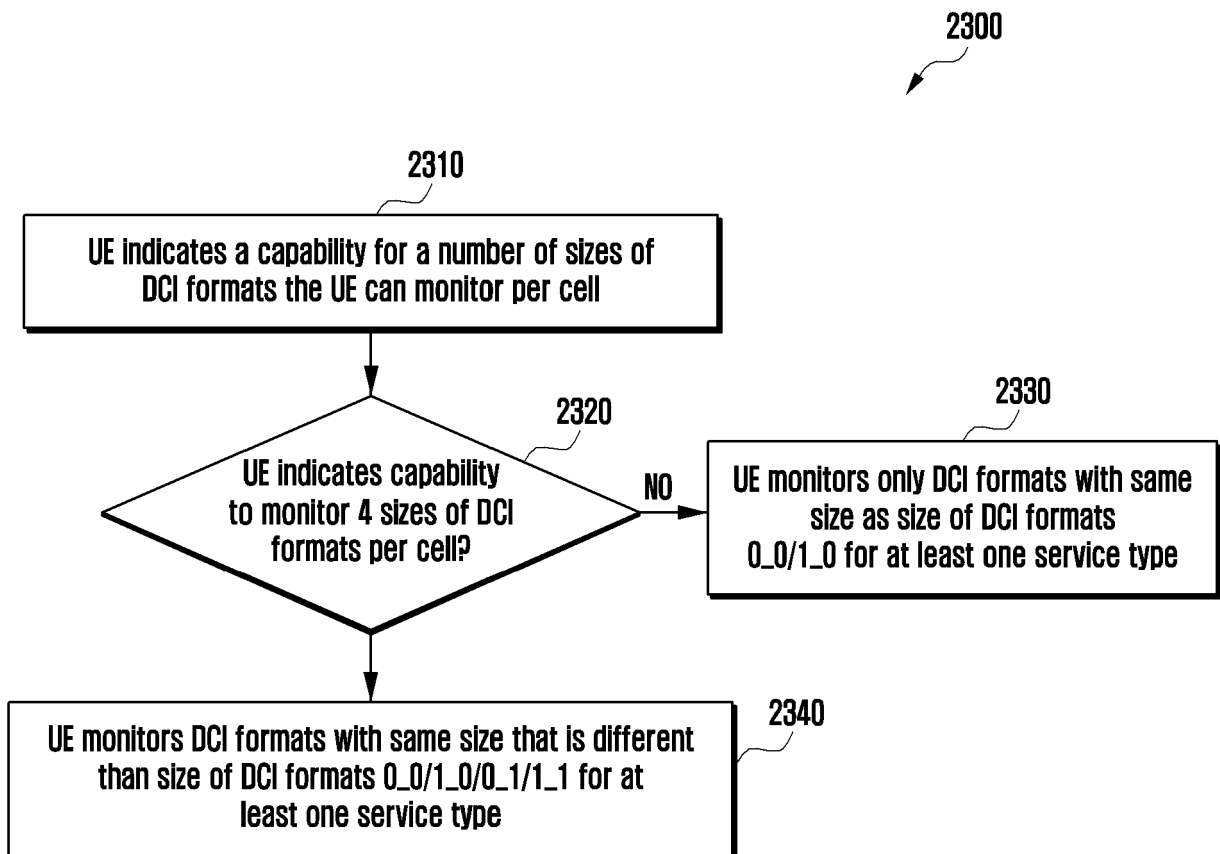 2300
2310
UE indicates a capability for a number of sizes of
DCI formats the UE can monitor per cell
2320
UE indicates capability
to monitor 4 sizes of DCI
formats per cell?
NO
2330
UE monitors only DCI formats with same
size as size of DCI formats
0_0/1_0 for at least one service type
2340
UE monitors DCI formats with same size that is different
than size of DCI formats 0_0/1_0/0_1/1_1 for at
least one service type